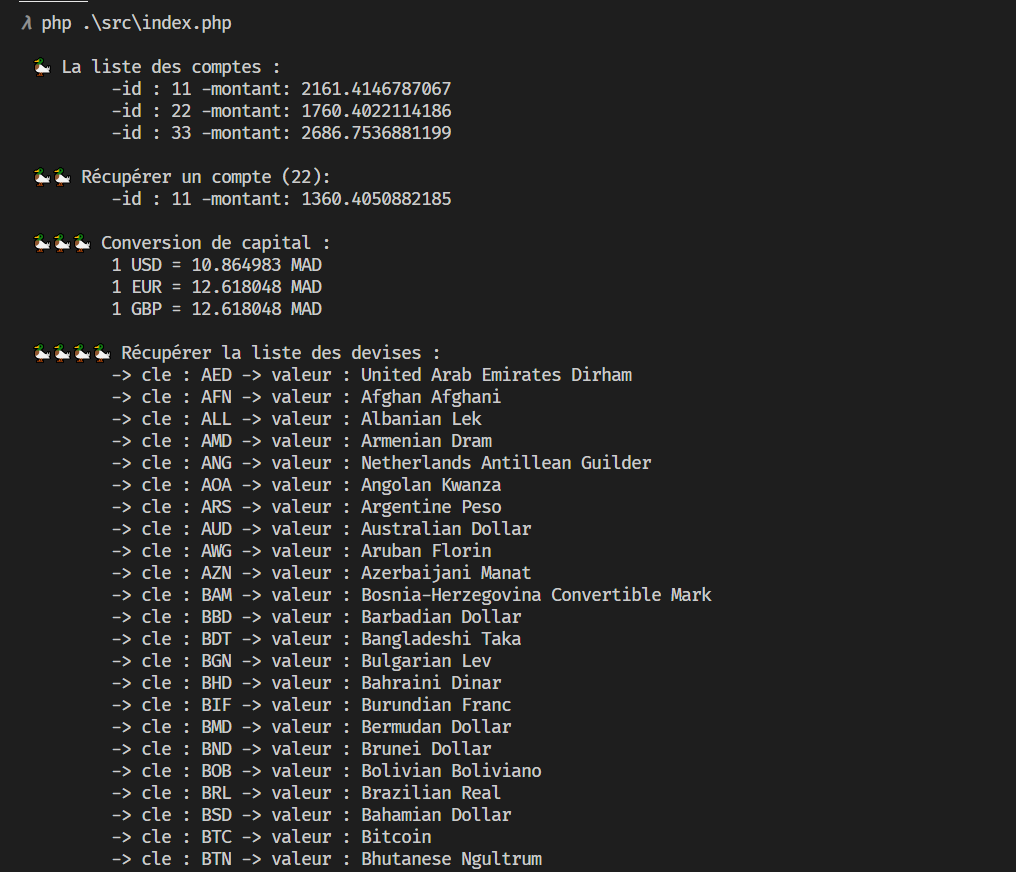 λ php .\src\index.php
🦆 La liste des comptes :
-id : 11 -montant: 2161.4146787067
-id : 22 -montant: 1760.4022114186
-id : 33 -montant: 2686.7536881199
🦆🦆 Récupérer un compte (22):
-id : 11 -montant: 1360.4050882185
🦆🦆🦆 Conversion de capital :
1 USD = 10.864983 MAD
1 EUR = 12.618048 MAD
1 GBP = 12.618048 MAD
🦆🦆🦆🦆 Récupérer la liste des devises :
-> cle : AED -> valeur : United Arab Emirates Dirham
-> cle : AFN -> valeur : Afghan Afghani
-> cle : ALL -> valeur : Albanian Lek
-> cle : AMD -> valeur : Armenian Dram
-> cle : ANG -> valeur : Netherlands Antillean Guilder
-> cle : AOA -> valeur : Angolan Kwanza
-> cle : ARS -> valeur : Argentine Peso
-> cle : AUD -> valeur : Australian Dollar
-> cle : AWG -> valeur : Aruban Florin
-> cle : AZN -> valeur : Azerbaijani Manat
-> cle : BAM -> valeur : Bosnia-Herzegovina Convertible Mark
-> cle : BBD -> valeur : Barbadian Dollar
-> cle : BDT -> valeur : Bangladeshi Taka
-> cle : BGN -> valeur : Bulgarian Lev
-> cle : BHD -> valeur : Bahraini Dinar
-> cle : BIF -> valeur : Burundian Franc
-> cle : BMD -> valeur : Bermudan Dollar
-> cle : BND -> valeur : Brunei Dollar
-> cle : BOB -> valeur : Bolivian Boliviano
-> cle : BRL -> valeur : Brazilian Real
-> cle : BSD -> valeur : Bahamian Dollar
-> cle : BTC -> valeur : Bitcoin
-> cle : BTN -> valeur : Bhutanese Ngultrum